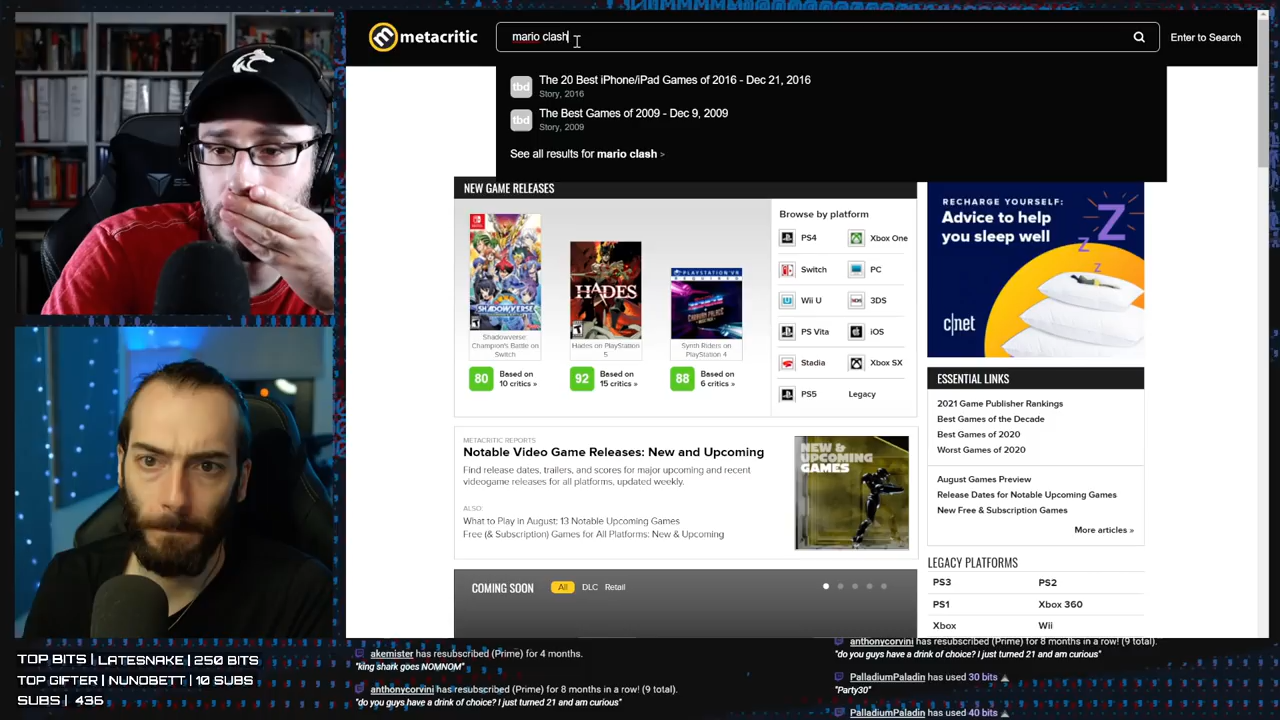 metacritic
mario clash
Enter to Search
tbd
The 20 Best iPhone/iPad Games of 2016 - Dec 21, 2016
Story, 2016
tbd
The Best Games of 2009 - Dec 9, 2009
Story, 2009
See all results for mario clash >
NEW GAME RELEASES
SHADOWVERSE
Shadowverse
Champion's Battle on
Switch
80
Based on
10 critics »
HADES
Hades on PlayStation
5
92
Based on
15 critics »
Synth Riders on
PlayStation 4
88
Based on
6 critics »
Browse by platform
PS4
Xbox One
Switch
PC
Wii U
3DS
PS Vita
iOS
Stadia
Xbox SX
PS5
Legacy
RECHARGE YOURSELF:
Advice to help
you sleep well
Z
Z
Z
c|net
METACRITIC REPORTS
Notable Video Game Releases: New and Upcoming
Find release dates, trailers, and scores for major upcoming and recent
videogame releases for all platforms, updated weekly.
ALSO:
What to Play in August: 13 Notable Upcoming Games
Free (& Subscription) Games for All Platforms: New & Upcoming
NEW &
UPCOMING
GAMES
ESSENTIAL LINKS
2021 Game Publisher Rankings
Best Games of the Decade
Best Games of 2020
Worst Games of 2020
August Games Preview
Release Dates for Notable Upcoming Games
New Free & Subscription Games
More articles »
COMING SOON
All
DLC
Retail
LEGACY PLATFORMS
PS3
PS2
PS1
Xbox 360
Xbox
Wii
TOP BITS | LATESNAKE | 250 BITS
TOP GIFTER | NUNOBETT | 10 SUBS
SUBS | 436
akemister has resubscribed (Prime) for 4 months.
"king shark goes NOMNOM"
anthonycorvini has resubscribed (Prime) for 8 months in a row! (9 total).
"do you guys have a drink of choice? I just turned 21 and am curious"
anthonycorvini has resubscribed (Prime) for 8 months in a row! (9 total).
"do you guys have a drink of choice? I just turned 21 and am curious"
PalladiumPaladin has used 30 bits
"Party30"
PalladiumPaladin has used 40 bits